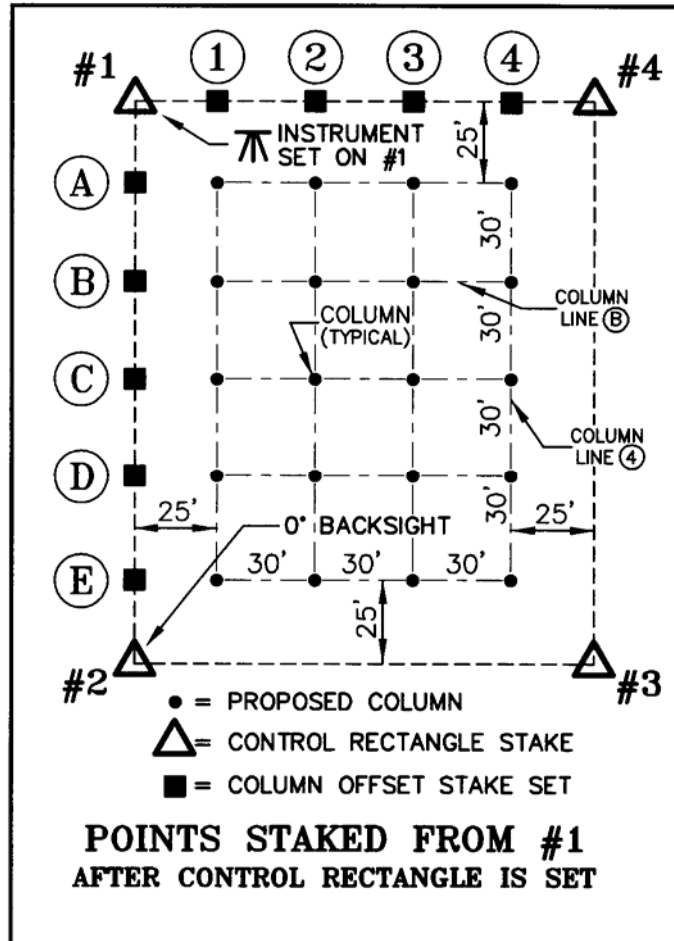 #1 1 2 3 4 #4
INSTRUMENT
SET ON #1
25'
A
30'
B
COLUMN
LINE B
COLUMN
(TYPICAL)
30'
C
30'
COLUMN
LINE 4
D
25'
0° BACKSIGHT
30'
25'
E
30' 30' 30'
25'
#2
#3
= PROPOSED COLUMN
= CONTROL RECTANGLE STAKE
= COLUMN OFFSET STAKE SET
POINTS STAKED FROM #1
AFTER CONTROL RECTANGLE IS SET